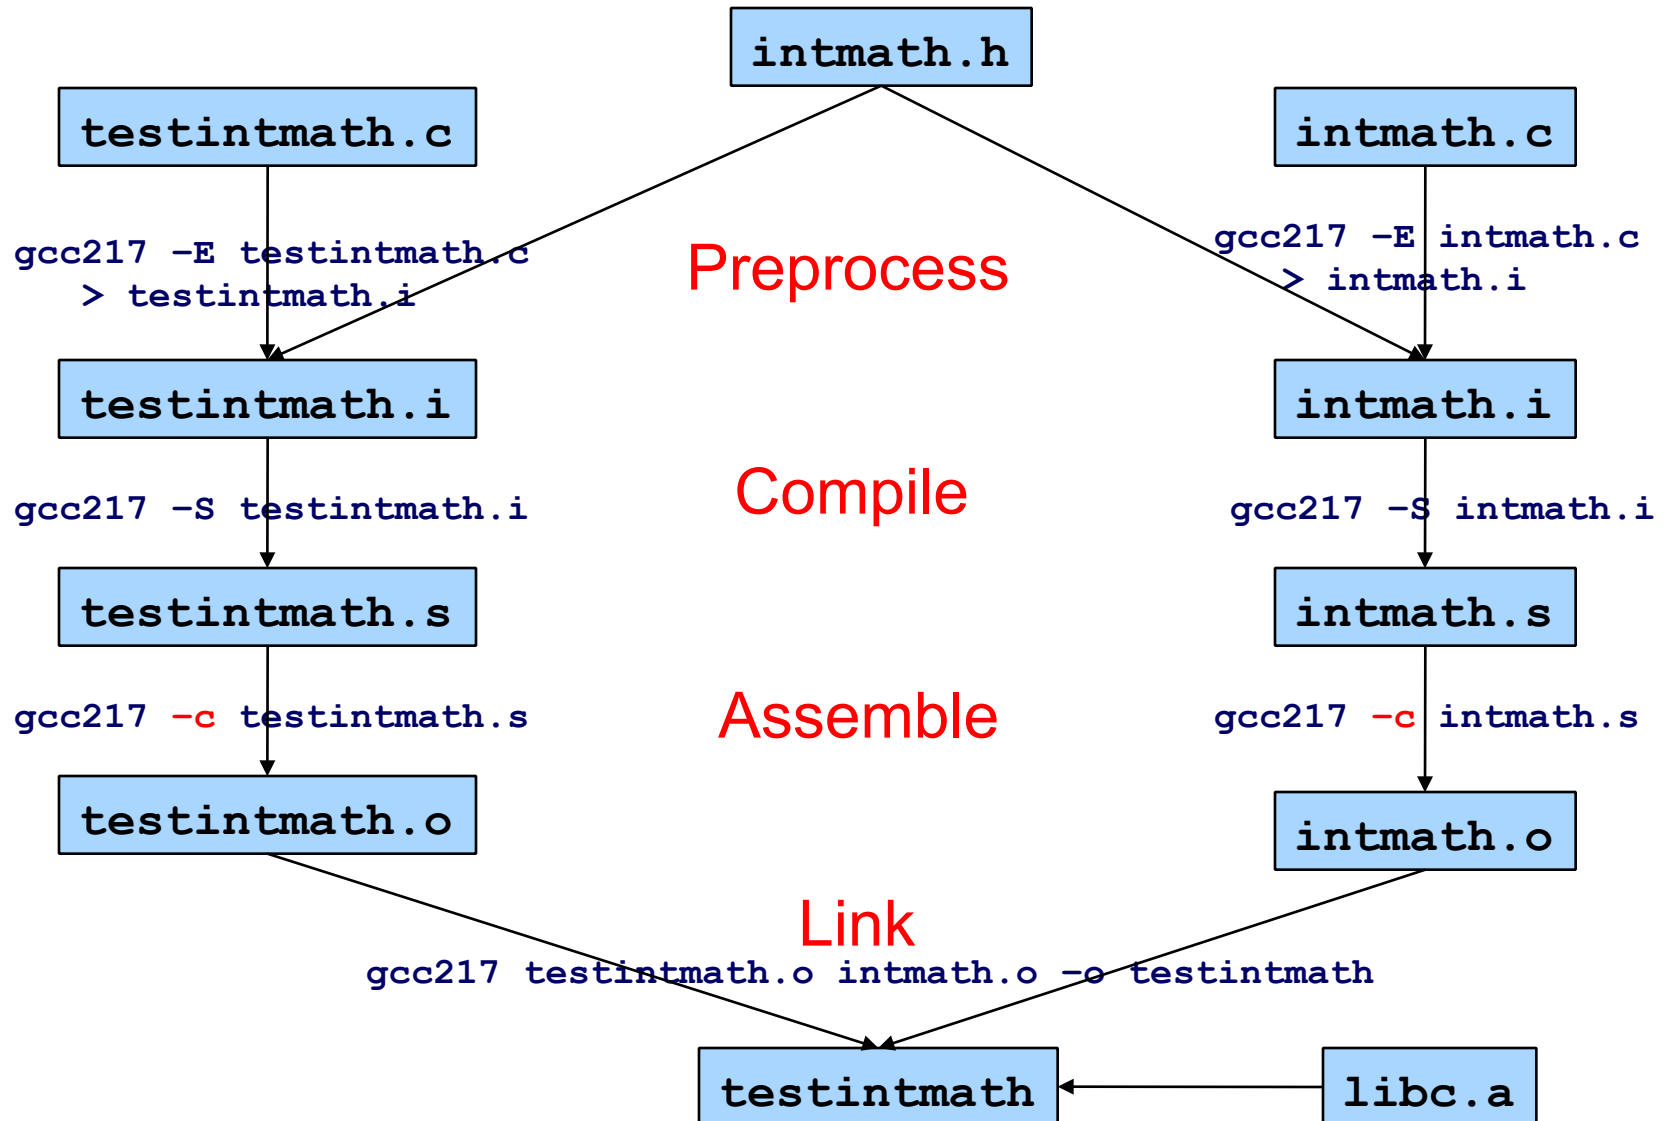 intmath.h
testintmath.c
intmath.c
gcc217 –E testintmath.c
> testintmath.i
Preprocess
gcc217 –E intmath.c
> intmath.i
testintmath.i
intmath.i
Compile
gcc217 –S testintmath.i
gcc217 –S intmath.i
testintmath.s
intmath.s
Assemble
gcc217 –c testintmath.s
gcc217 –c intmath.s
testintmath.o
intmath.o
Link
gcc217 testintmath.o intmath.o –o testintmath
testintmath
libc.a